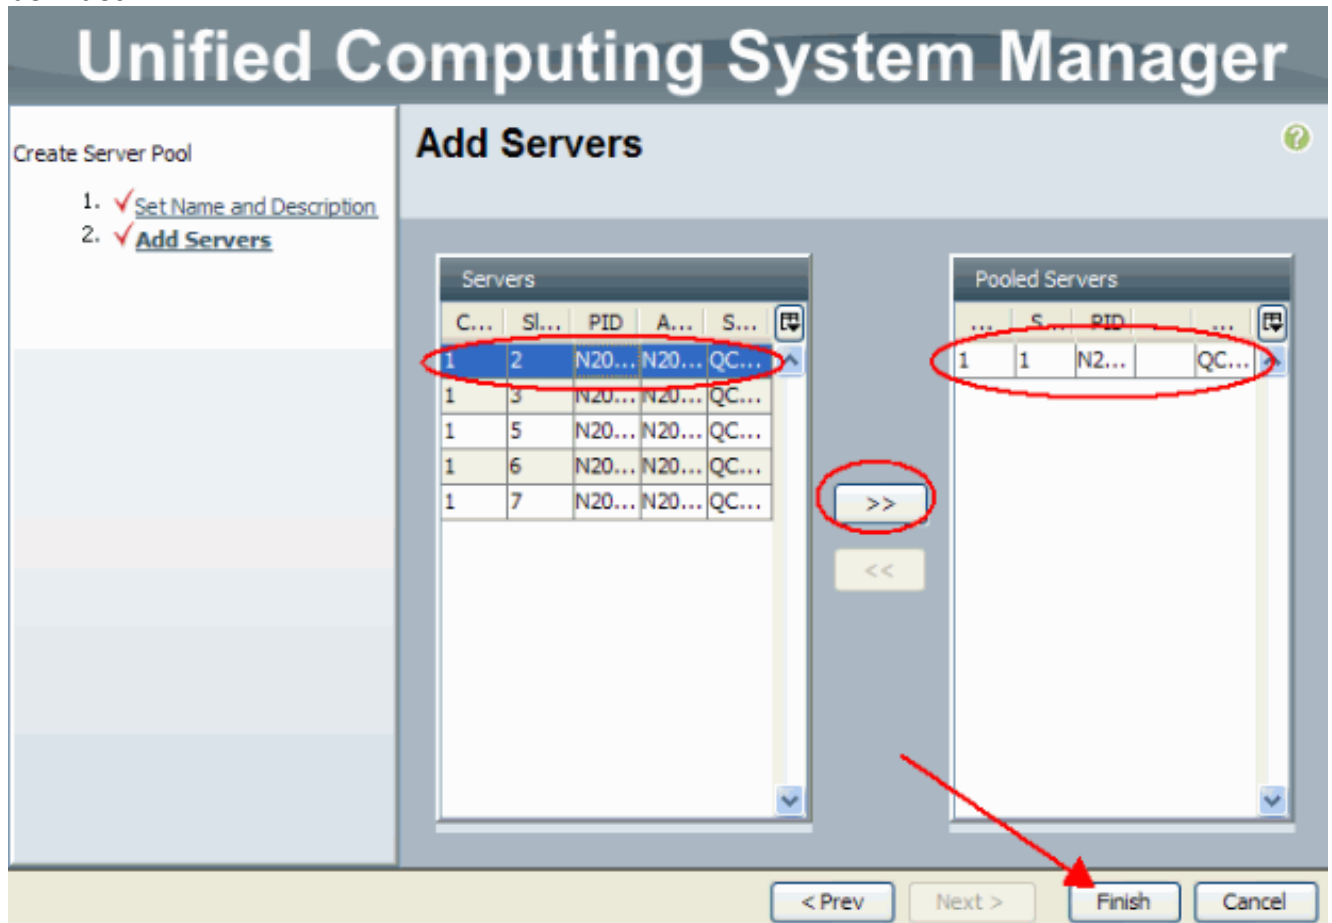 Unified Computing System Manager
Create Server Pool
1. Set Name and Description
2. Add Servers
Add Servers
?
Servers
C... Sl... PID A... S...
1 2 N20... N20... QC...
1 3 N20... N20... QC...
1 5 N20... N20... QC...
1 6 N20... N20... QC...
1 7 N20... N20... QC...
>>
<<
Pooled Servers
... S... PID ... ...
1 1 N2... QC...
< Prev Next > Finish Cancel